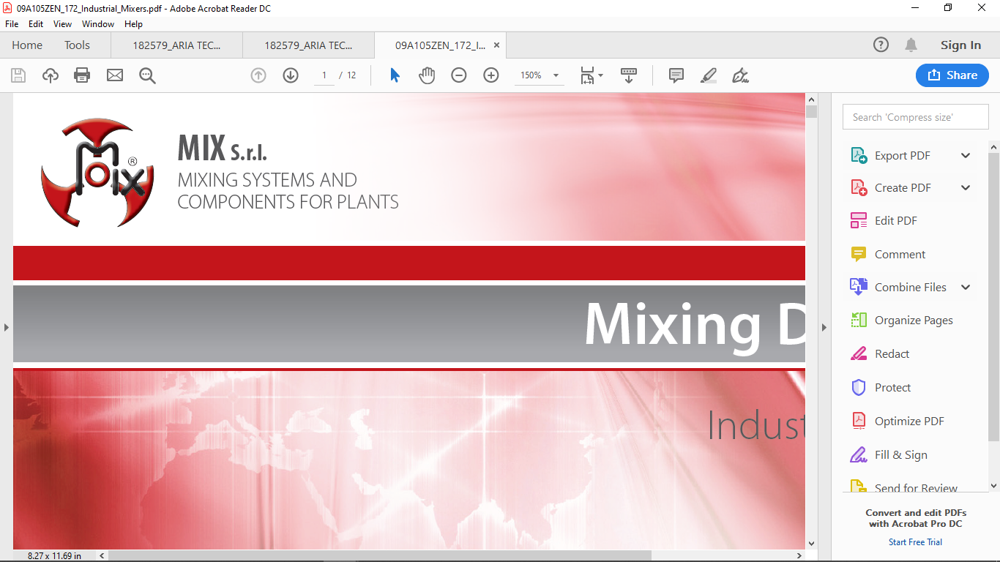 09A105ZEN_172_Industrial_Mixers.pdf - Adobe Acrobat Reader DC
File Edit View Window Help
Home Tools 182579_ARIA TEC... 182579_ARIA TEC... 09A105ZEN_172_I... ×
Sign In
1 / 12 150% Share
Moix ®
MIX S.r.l.
MIXING SYSTEMS AND
COMPONENTS FOR PLANTS
Mixing D
Indust
8.27 x 11.69 in
Search 'Compress size'
Export PDF
Create PDF
Edit PDF
Comment
Combine Files
Organize Pages
Redact
Protect
Optimize PDF
Fill & Sign
Send for Review
Convert and edit PDFs
with Acrobat Pro DC
Start Free Trial